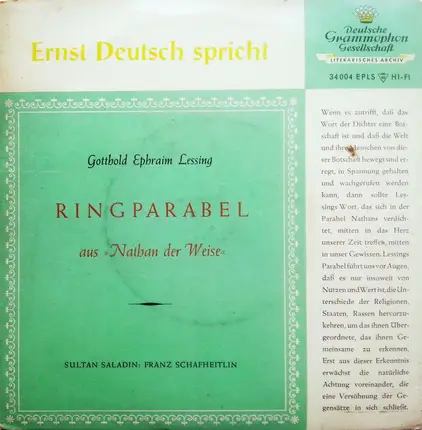 Ernst Deutsch spricht
Deutsche
Grammophon
Gesellschaft
LITERARISCHES ARCHIV
34004 EPLS HI-FI
Gotthold Ephraim Lessing
RINGPARABEL
aus »Nathan der Weise«
SULTAN SALADIN: FRANZ SCHAFHEITLIN
Wenn es zutrifft, daß das
Wort der Dichter eine Bot-
schaft ist und daß die Welt
und ihre Menschen von die-
ser Botschaft bewegt und er-
regt, in Spannung gehalten
und wachgerufen werden
kann, dann sollte Les-
sings Wort, das sich in der
Parabel Nathans verdich-
tet, mitten in das Herz
unserer Zeit treffen, mitten
in unser Gewissen. Lessings
Parabel führt uns vor Augen,
daß es nur insoweit von
Nutzen und Wert ist, die Un-
terschiede der Religionen,
Staaten, Rassen hervorzu-
kehren, um das ihnen Über-
geordnete, das ihnen Ge-
meinsame zu erkennen.
Erst aus dieser Erkenntnis
erwächst die natürliche
Achtung voreinander, die
eine Versöhnung der Ge-
gensätze in sich schließt.